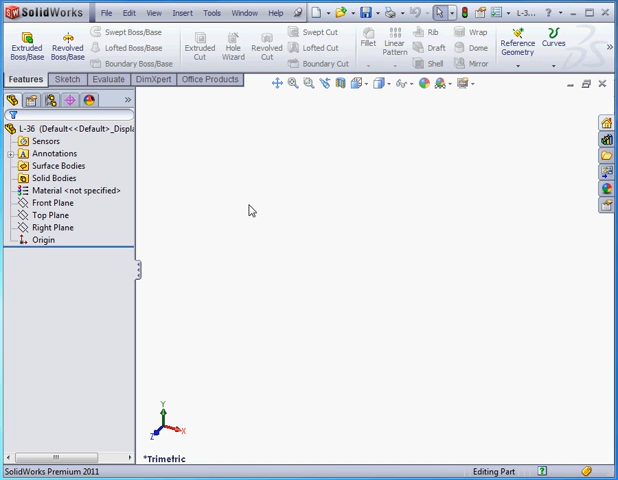 SolidWorks File Edit View Insert Tools Window Help L-3...
Extruded Boss/Base
Revolved Boss/Base
Swept Boss/Base
Lofted Boss/Base
Boundary Boss/Base
Extruded Cut
Hole Wizard
Revolved Cut
Swept Cut
Lofted Cut
Boundary Cut
Fillet
Linear Pattern
Rib
Draft
Shell
Wrap
Dome
Mirror
Reference Geometry
Curves
Features Sketch Evaluate DimXpert Office Products
L-36 (Default<<Default>_Displa
Sensors
Annotations
Surface Bodies
Solid Bodies
Material <not specified>
Front Plane
Top Plane
Right Plane
Origin
Y
X
Z
*Trimetric
SolidWorks Premium 2011 Editing Part